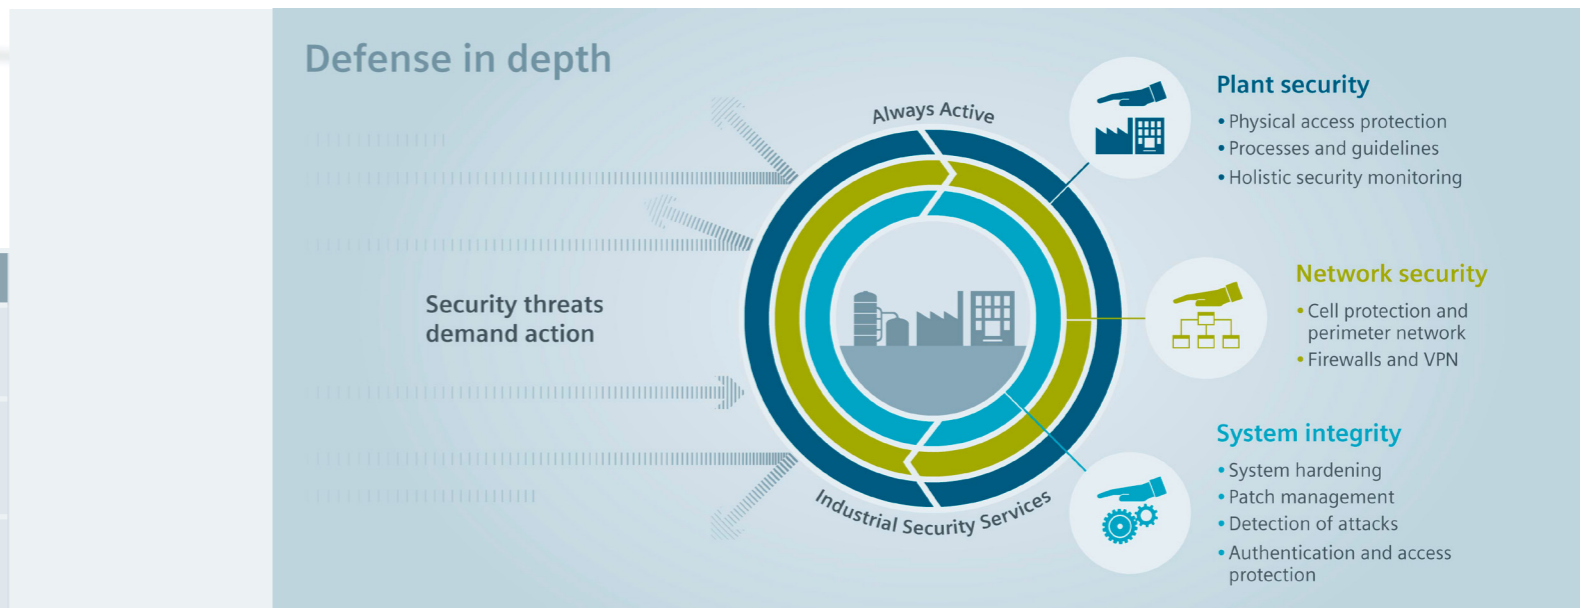 Defense in depth
Security threats
demand action
Always Active
Industrial Security Services
Plant security
• Physical access protection
• Processes and guidelines
• Holistic security monitoring
Network security
• Cell protection and
perimeter network
• Firewalls and VPN
System integrity
• System hardening
• Patch management
• Detection of attacks
• Authentication and access
protection